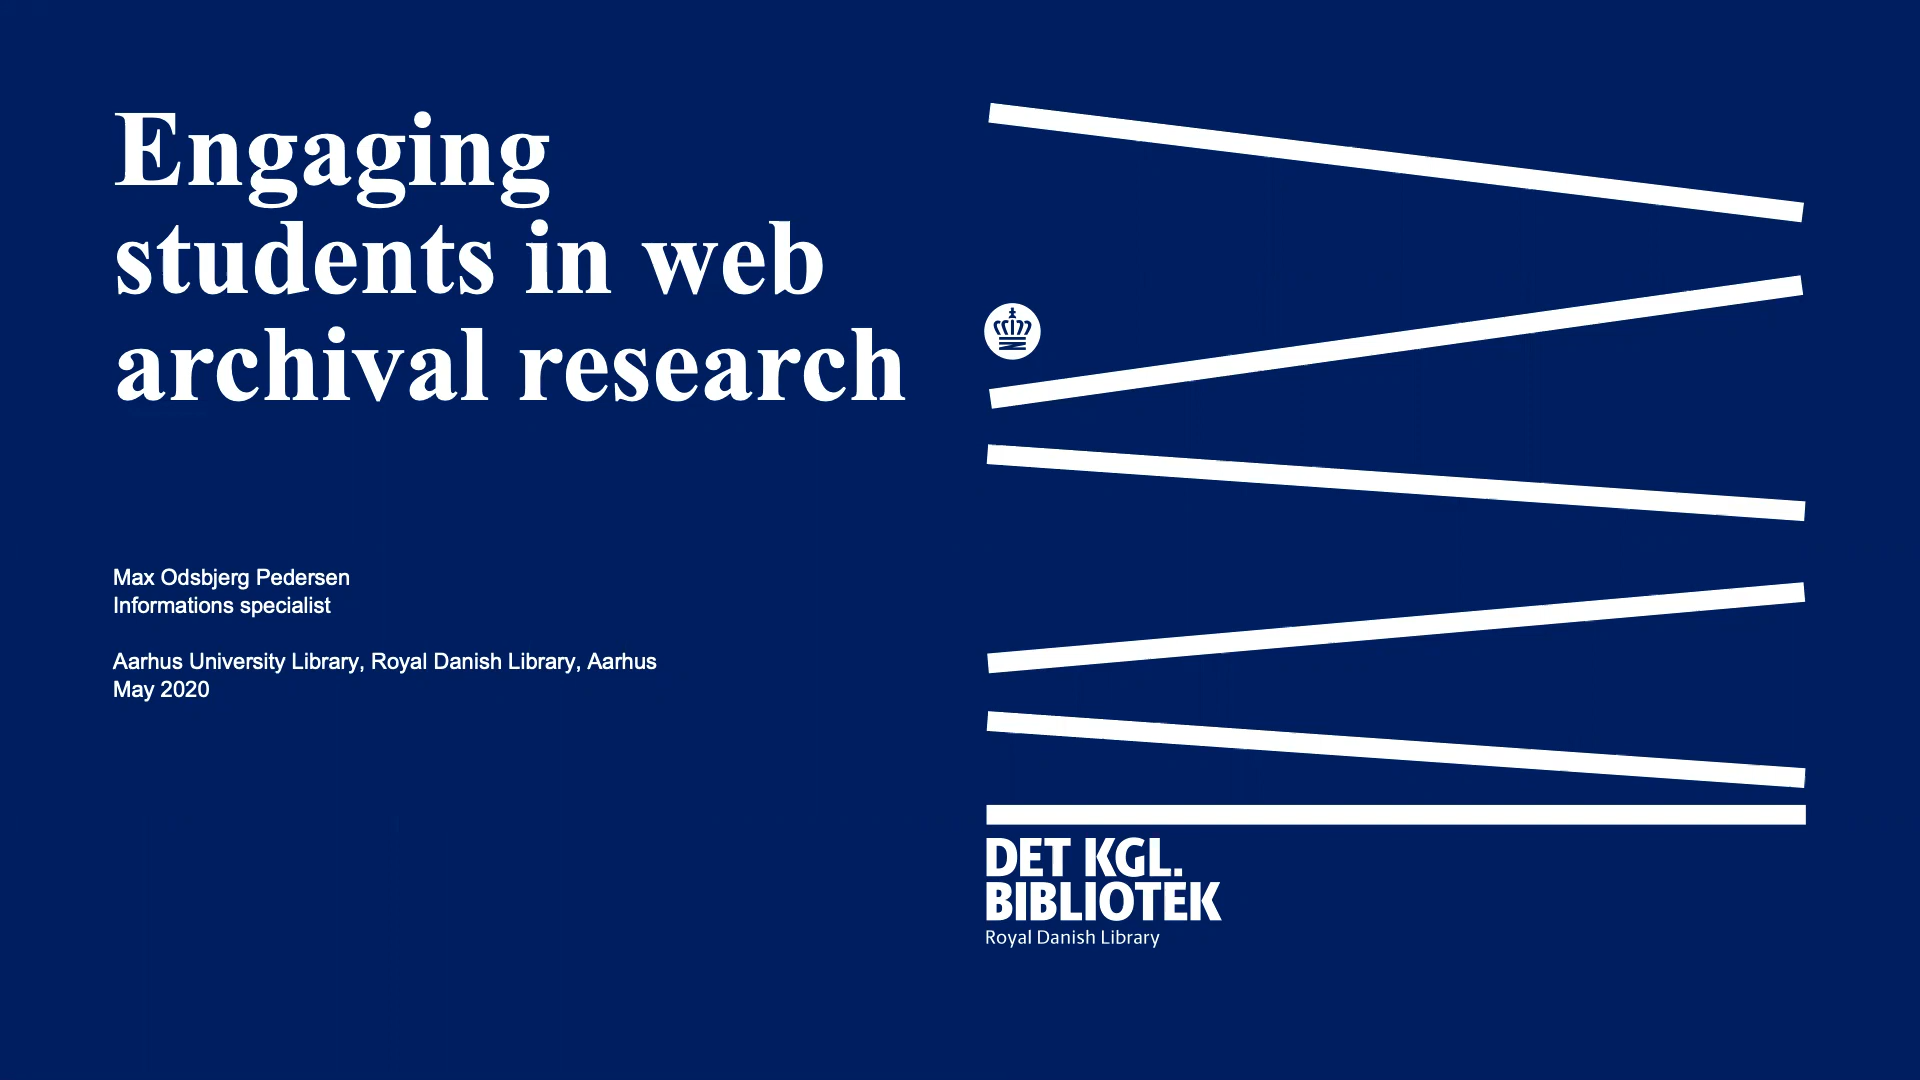 Engaging
students in web
archival research
Max Odsbjerg Pedersen
Informations specialist
Aarhus University Library, Royal Danish Library, Aarhus
May 2020
DET KGL.
BIBLIOTEK
Royal Danish Library